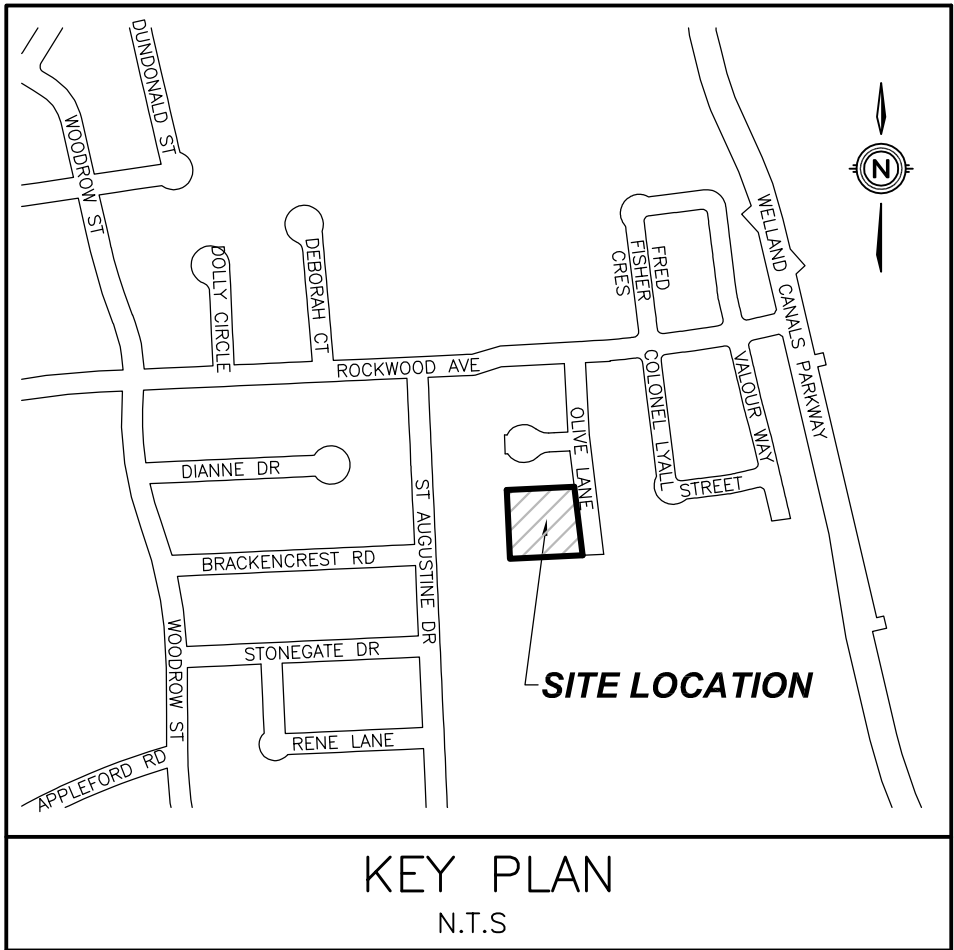 DUNDONALD ST
WOODROW ST
N
WELLAND CANALS PARKWAY
DOLLY CIRCLE
DEBORAH CT
FRED
FISHER
CRES
ROCKWOOD AVE
COLONEL LYALL
STREET
VALOUR WAY
OLIVE LANE
DIANNE DR
ST AUGUSTINE DR
BRACKENCREST RD
WOODROW ST
STONEGATE DR
SITE LOCATION
RENE LANE
APPLEFORD RD
KEY PLAN
N.T.S